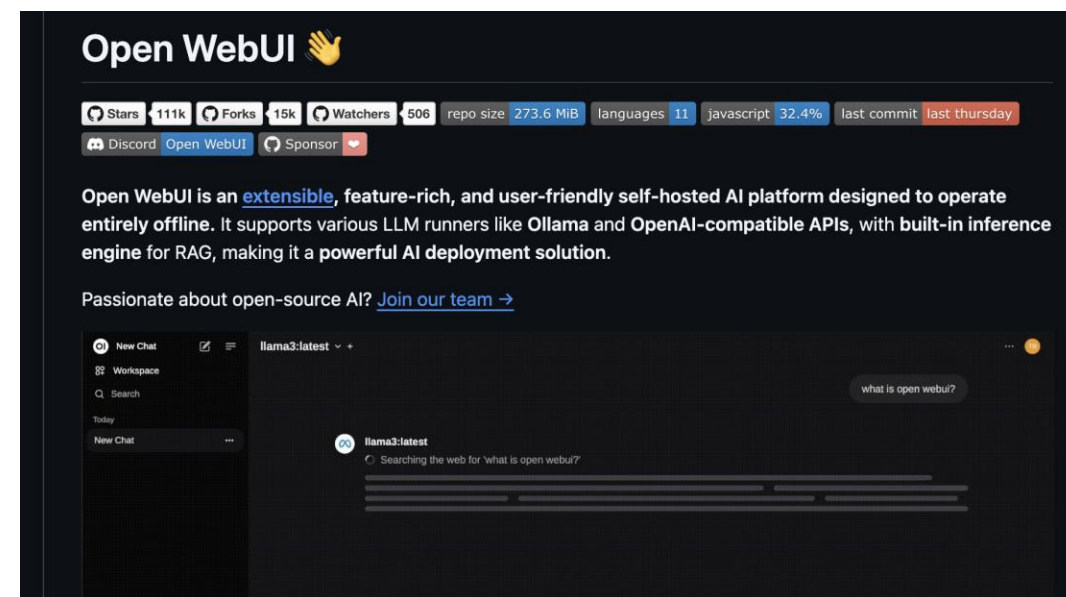 Open WebUI 👋
Stars 111k Forks 15k Watchers 506 repo size 273.6 MiB languages 11 javascript 32.4% last commit last thursday
Discord Open WebUI Sponsor ❤
Open WebUI is an extensible, feature-rich, and user-friendly self-hosted AI platform designed to operate
entirely offline. It supports various LLM runners like Ollama and OpenAI-compatible APIs, with built-in inference
engine for RAG, making it a powerful AI deployment solution.
Passionate about open-source AI? Join our team →
OI New Chat
Workspace
Search
Today
New Chat ···
llama3:latest ⌄ +
···
what is open webui?
llama3:latest
Searching the web for 'what is open webui?'